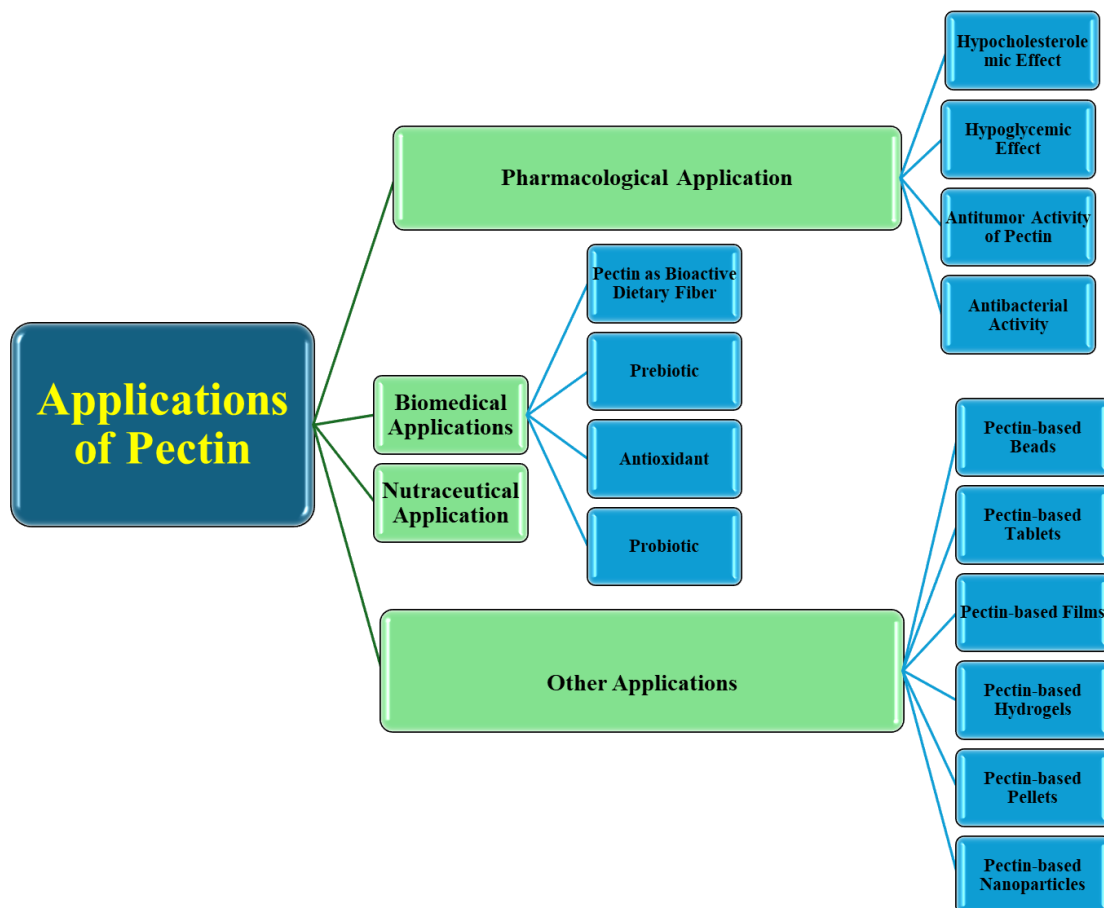 Applications
of Pectin
Pharmacological Application
Hypocholesterole
mic Effect
Hypoglycemic
Effect
Antitumor Activity
of Pectin
Antibacterial
Activity
Biomedical
Applications
Pectin as Bioactive
Dietary Fiber
Prebiotic
Antioxidant
Probiotic
Nutraceutical
Application
Other Applications
Pectin-based
Beads
Pectin-based
Tablets
Pectin-based Films
Pectin-based
Hydrogels
Pectin-based
Pellets
Pectin-based
Nanoparticles